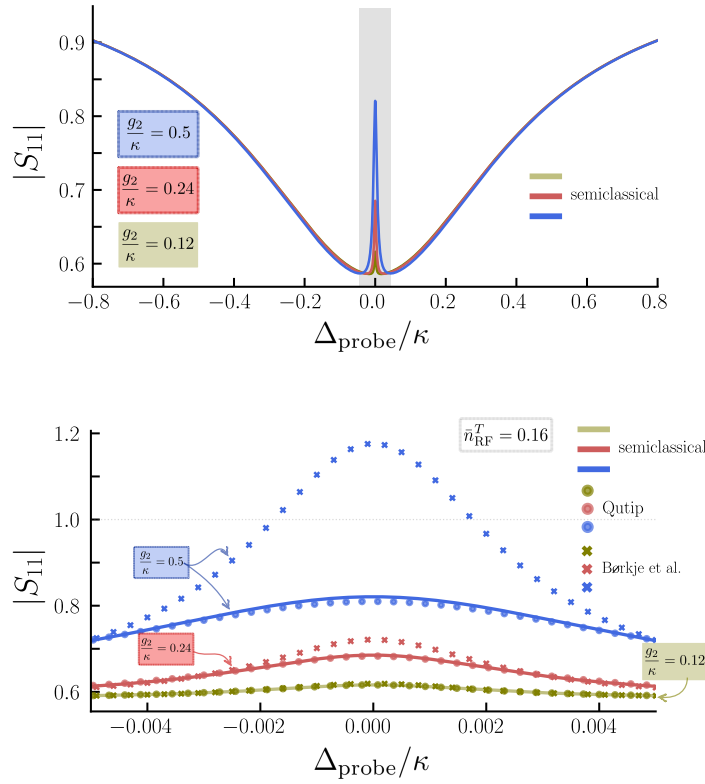 0.9
0.8
0.7
0.6
|S₁₁|
g₂/κ = 0.5
g₂/κ = 0.24
g₂/κ = 0.12
semiclassical
−0.8 −0.6 −0.4 −0.2 0.0 0.2 0.4 0.6 0.8
Δprobe/κ
1.2
1.0
0.8
0.6
|S₁₁|
n̄ᵀ_RF = 0.16
semiclassical
Qutip
Børkje et al.
g₂/κ = 0.5
g₂/κ = 0.24
g₂/κ = 0.12
−0.004 −0.002 0.000 0.002 0.004
Δprobe/κ